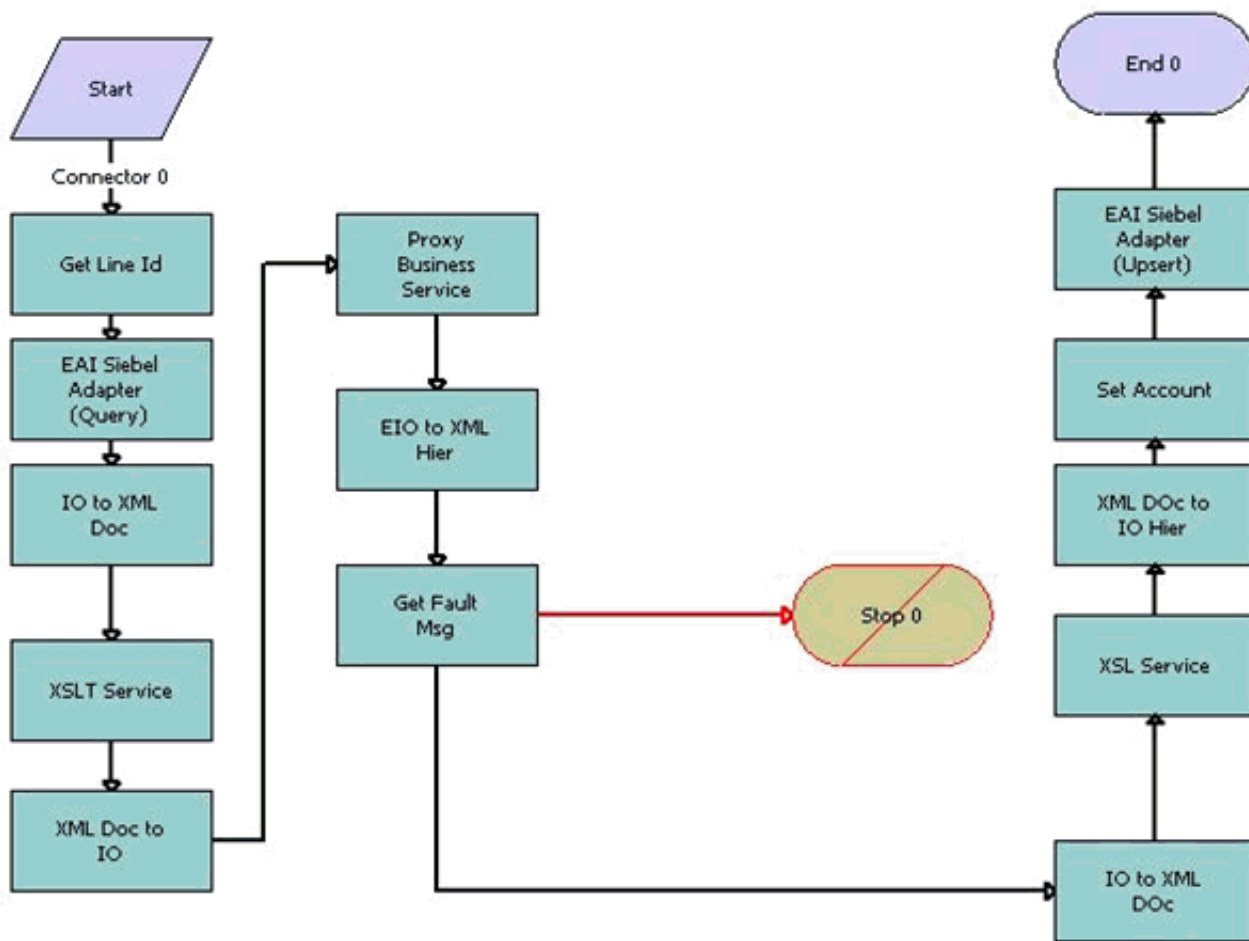 Start
Connector 0
Get Line Id
EAI Siebel
Adapter
(Query)
IO to XML
Doc
XSLT Service
XML Doc to
IO
Proxy
Business
Service
EIO to XML
Hier
Get Fault
Msg
Stop 0
IO to XML
DOc
XSL Service
XML DOc to
IO Hier
Set Account
EAI Siebel
Adapter
(Upsert)
End 0